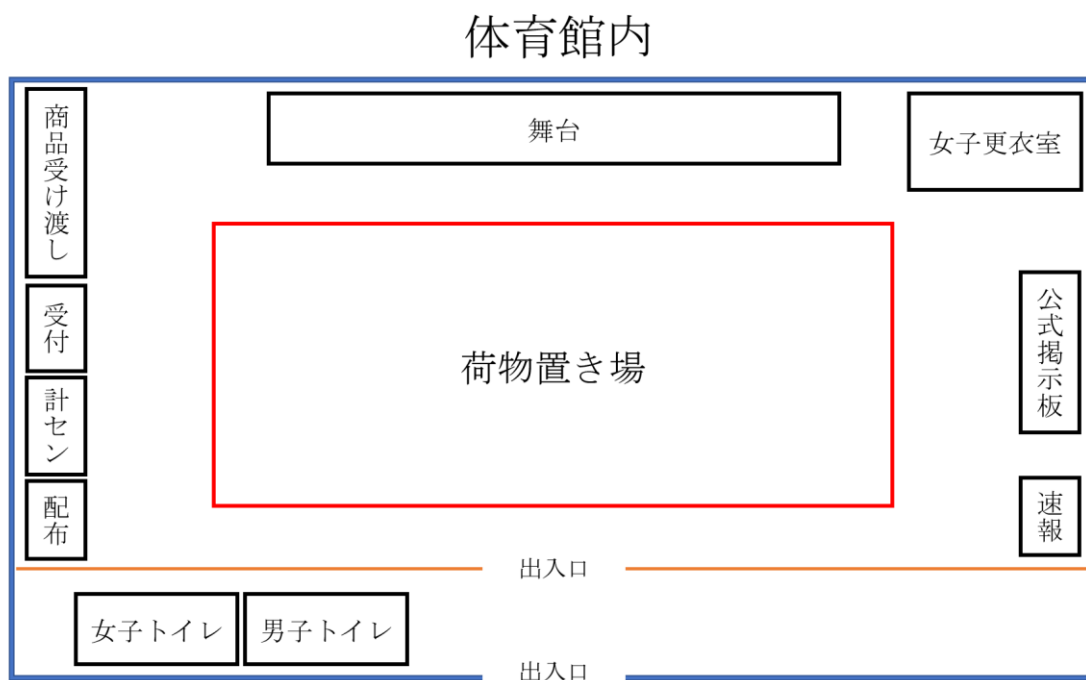 体育館内
商品受け渡し
舞台
女子更衣室
受付
荷物置き場
公式掲示板
計セン
配布
速報
出入口
女子トイレ
男子トイレ
出入口